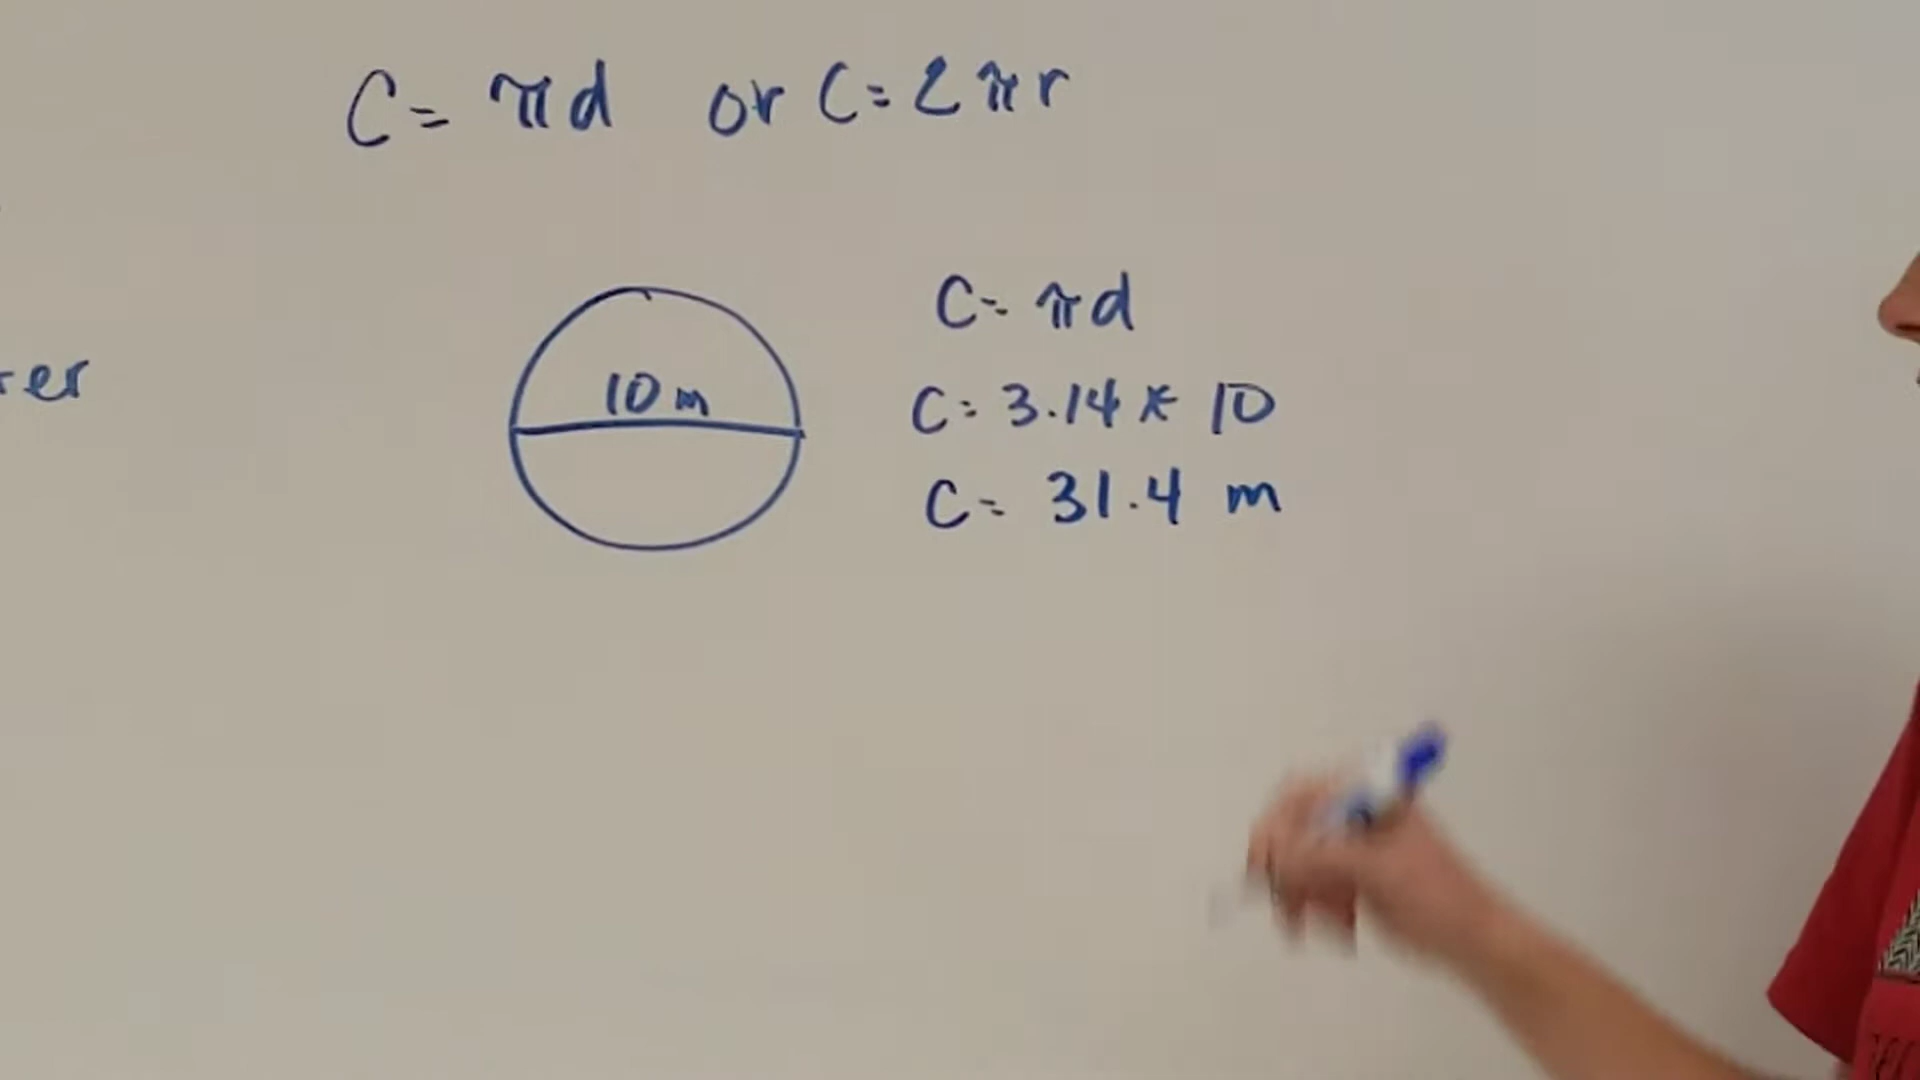 C = πd or C = 2πr
10 m
C = πd
C = 3.14 * 10
C = 31.4 m